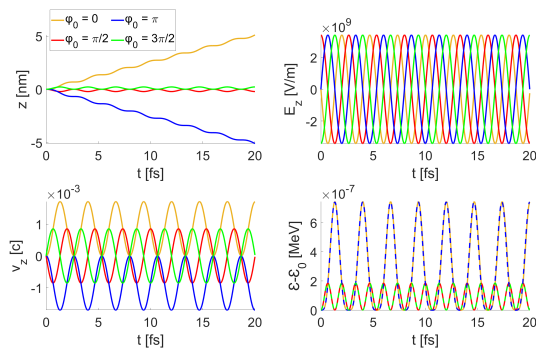 φ₀ = 0 φ₀ = π
φ₀ = π/2 φ₀ = 3π/2
5
0
-5
z [nm]
0 5 10 15 20
t [fs]
×10⁹
2
0
-2
E_z [V/m]
0 5 10 15 20
t [fs]
×10⁻³
1
0
-1
v_z [c]
0 5 10 15 20
t [fs]
×10⁻⁷
6
4
2
0
Ɛ-Ɛ₀ [MeV]
0 5 10 15 20
t [fs]